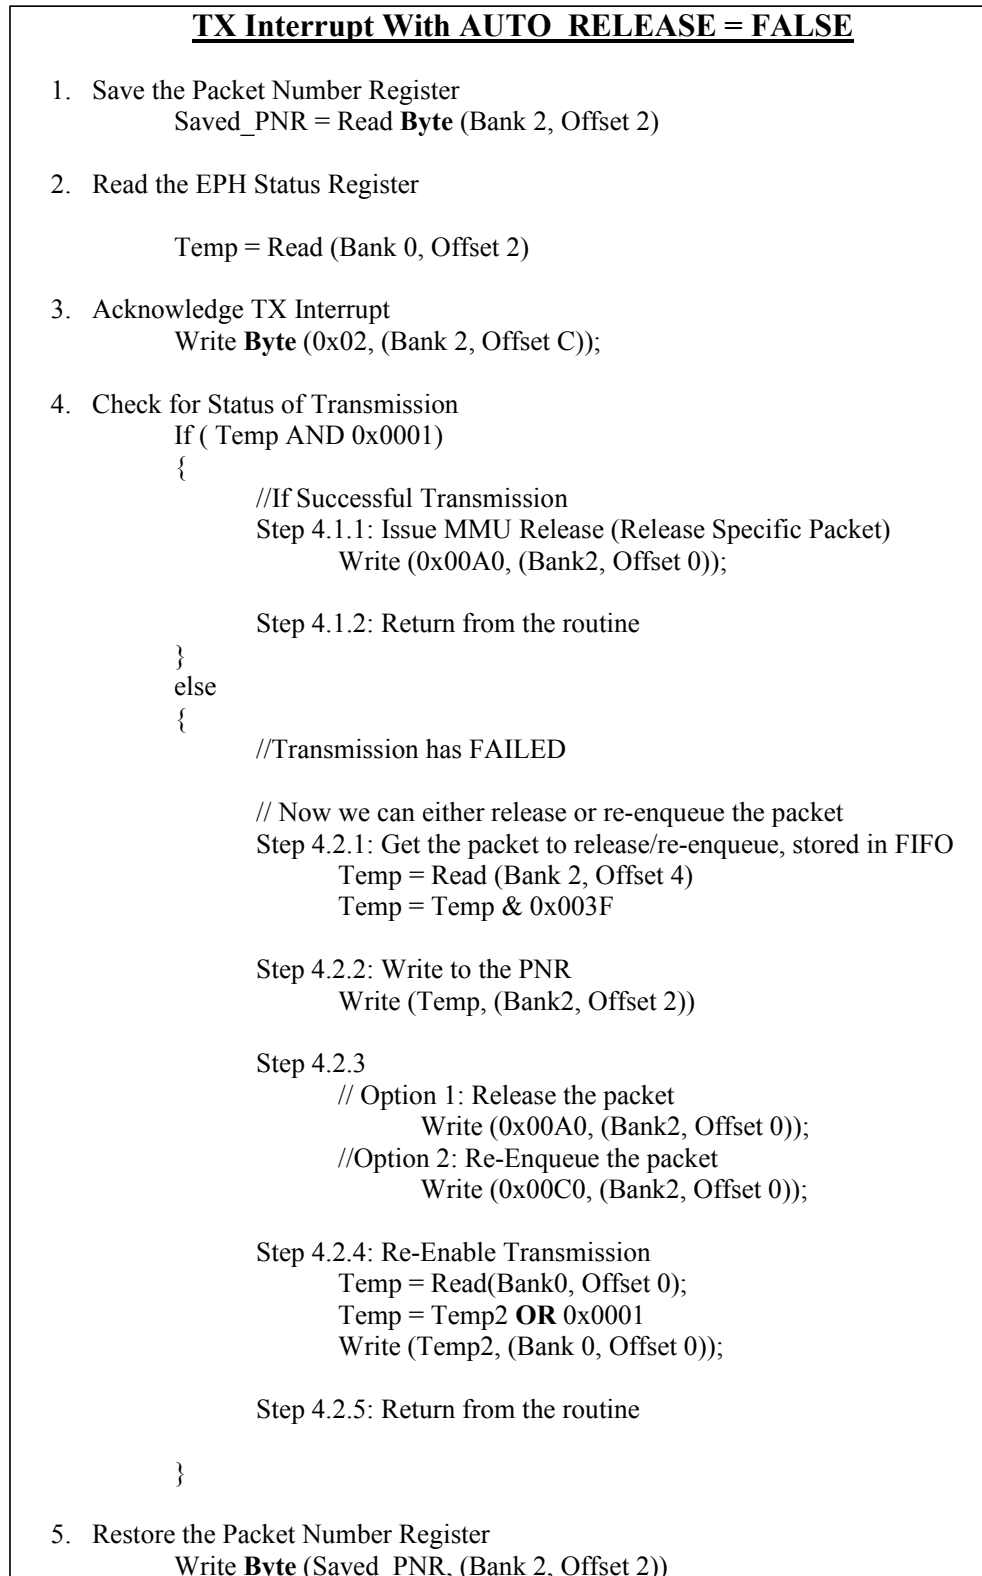 TX Interrupt With AUTO_RELEASE = FALSE
1. Save the Packet Number Register
Saved_PNR = Read Byte (Bank 2, Offset 2)
2. Read the EPH Status Register
Temp = Read (Bank 0, Offset 2)
3. Acknowledge TX Interrupt
Write Byte (0x02, (Bank 2, Offset C));
4. Check for Status of Transmission
If ( Temp AND 0x0001)
{
//If Successful Transmission
Step 4.1.1: Issue MMU Release (Release Specific Packet)
Write (0x00A0, (Bank2, Offset 0));
Step 4.1.2: Return from the routine
}
else
{
//Transmission has FAILED
// Now we can either release or re-enqueue the packet
Step 4.2.1: Get the packet to release/re-enqueue, stored in FIFO
Temp = Read (Bank 2, Offset 4)
Temp = Temp & 0x003F
Step 4.2.2: Write to the PNR
Write (Temp, (Bank2, Offset 2))
Step 4.2.3
// Option 1: Release the packet
Write (0x00A0, (Bank2, Offset 0));
//Option 2: Re-Enqueue the packet
Write (0x00C0, (Bank2, Offset 0));
Step 4.2.4: Re-Enable Transmission
Temp = Read(Bank0, Offset 0);
Temp = Temp2 OR 0x0001
Write (Temp2, (Bank 0, Offset 0));
Step 4.2.5: Return from the routine
}
5. Restore the Packet Number Register
Write Byte (Saved_PNR, (Bank 2, Offset 2))